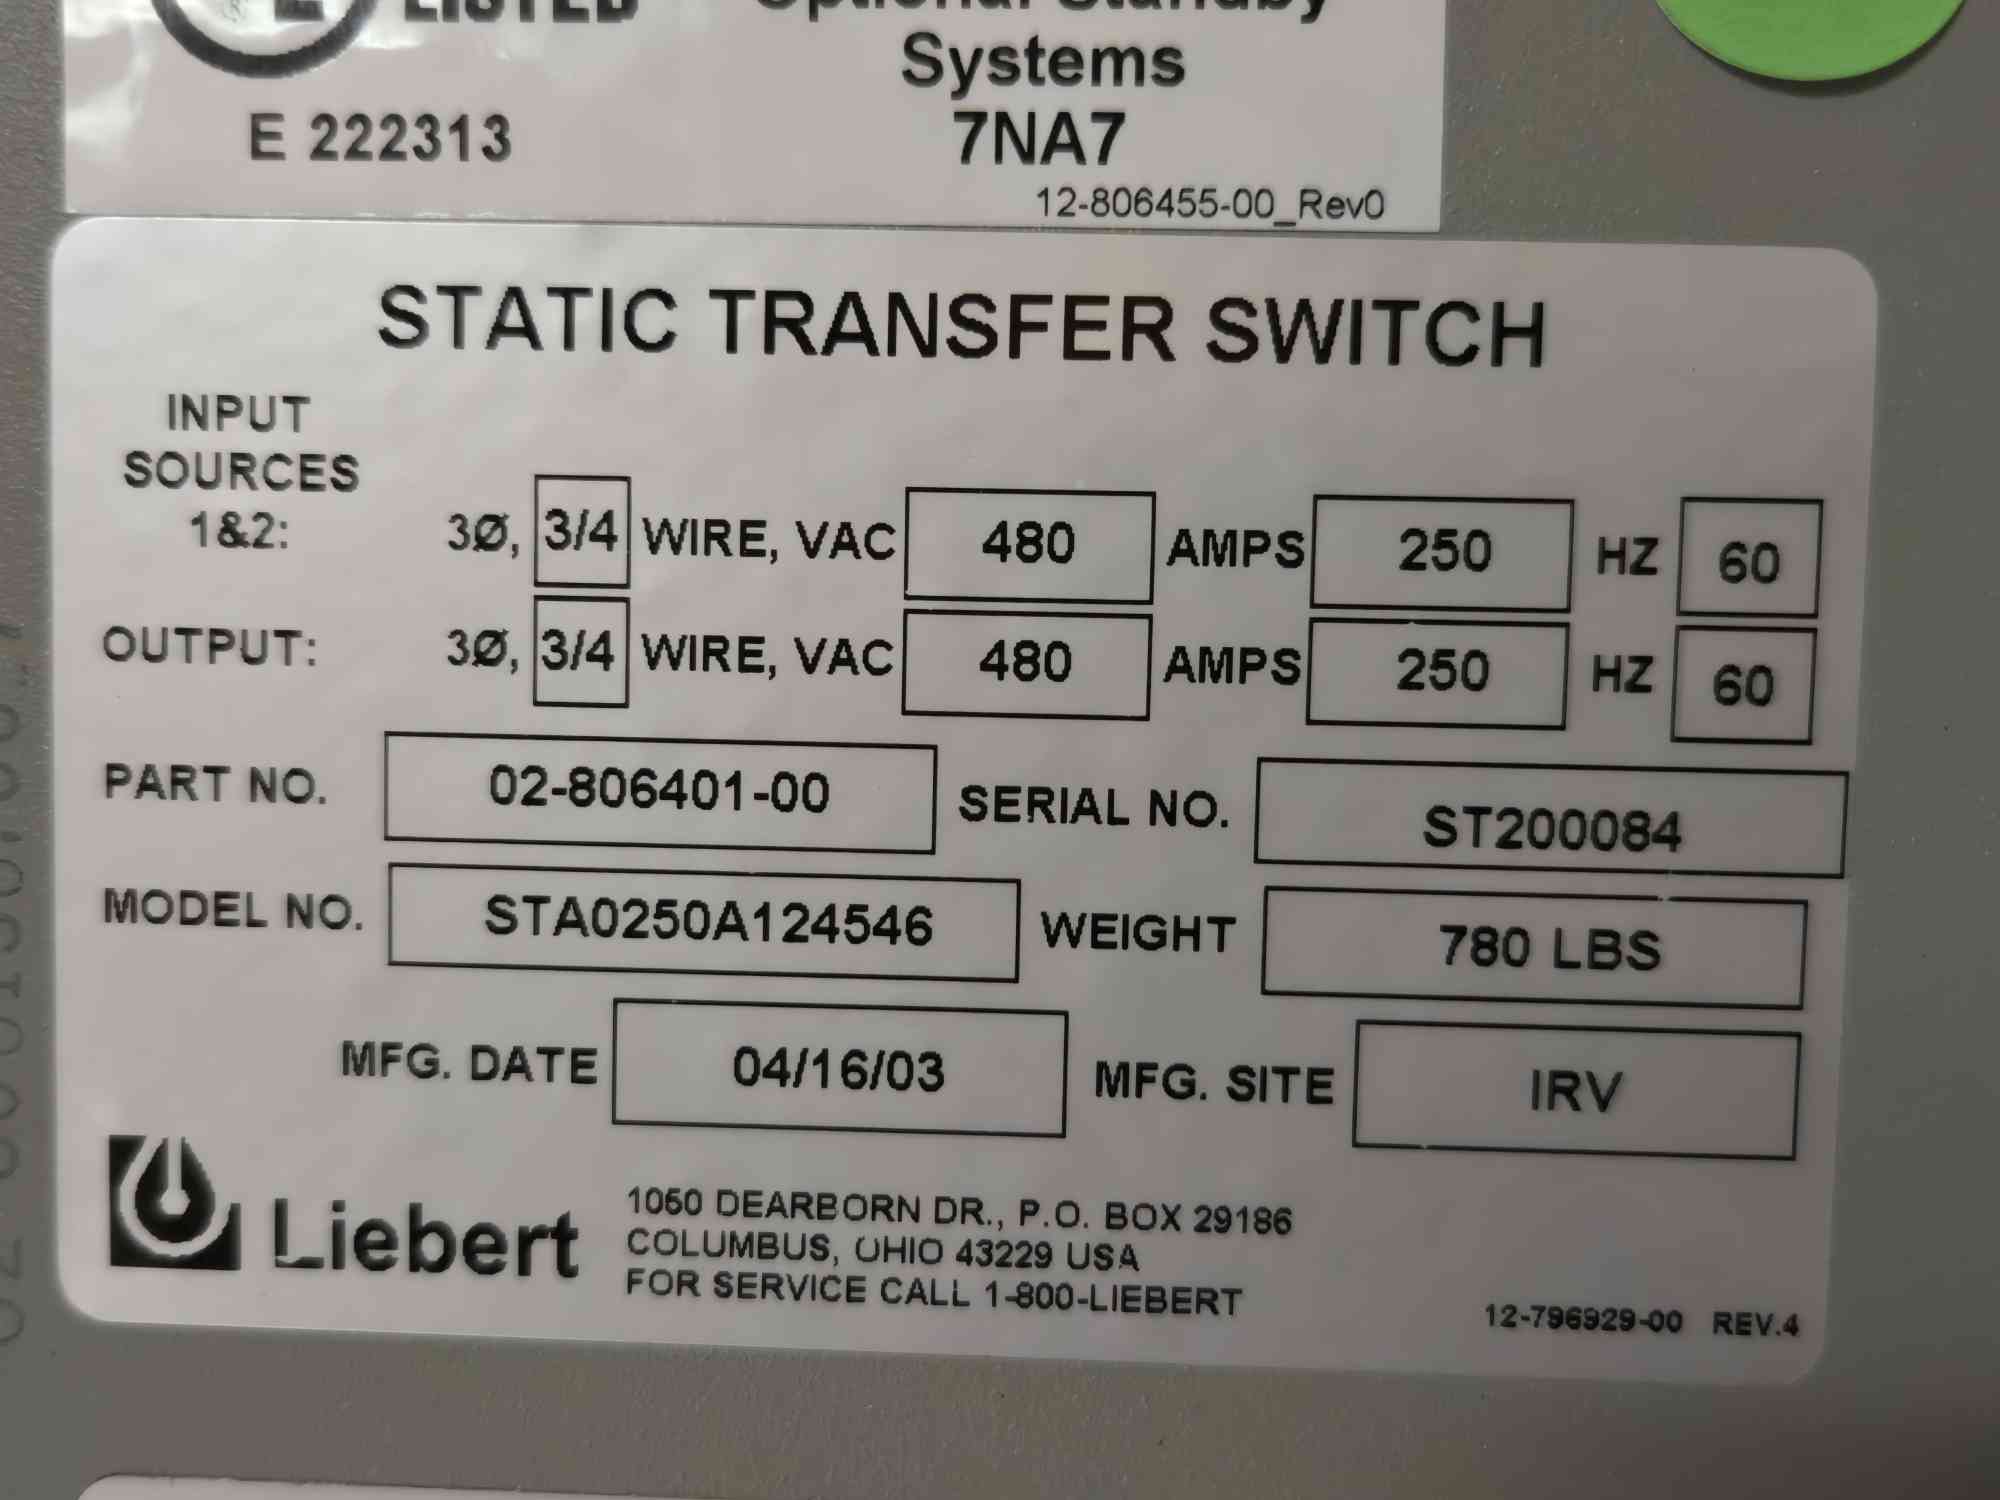 LISTED
Optional Standby
Systems
E 222313
7NA7
12-806455-00_Rev0
STATIC TRANSFER SWITCH
INPUT
SOURCES
1&2:
3Ø, 3/4 WIRE, VAC 480 AMPS 250 HZ 60
OUTPUT: 3Ø, 3/4 WIRE, VAC 480 AMPS 250 HZ 60
PART NO. 02-806401-00 SERIAL NO. ST200084
MODEL NO. STA0250A124546 WEIGHT 780 LBS
MFG. DATE 04/16/03 MFG. SITE IRV
Liebert
1050 DEARBORN DR., P.O. BOX 29186
COLUMBUS, OHIO 43229 USA
FOR SERVICE CALL 1-800-LIEBERT
12-796929-00 REV.4